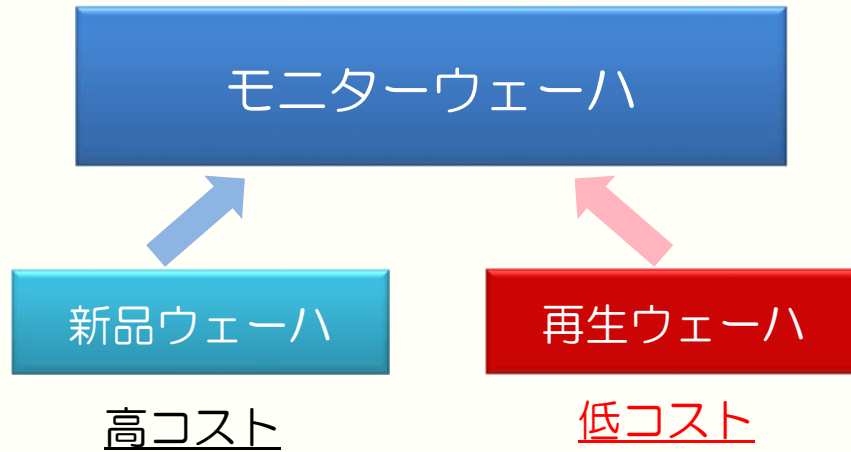 モニターウェーハ
新品ウェーハ
再生ウェーハ
高コスト
低コスト